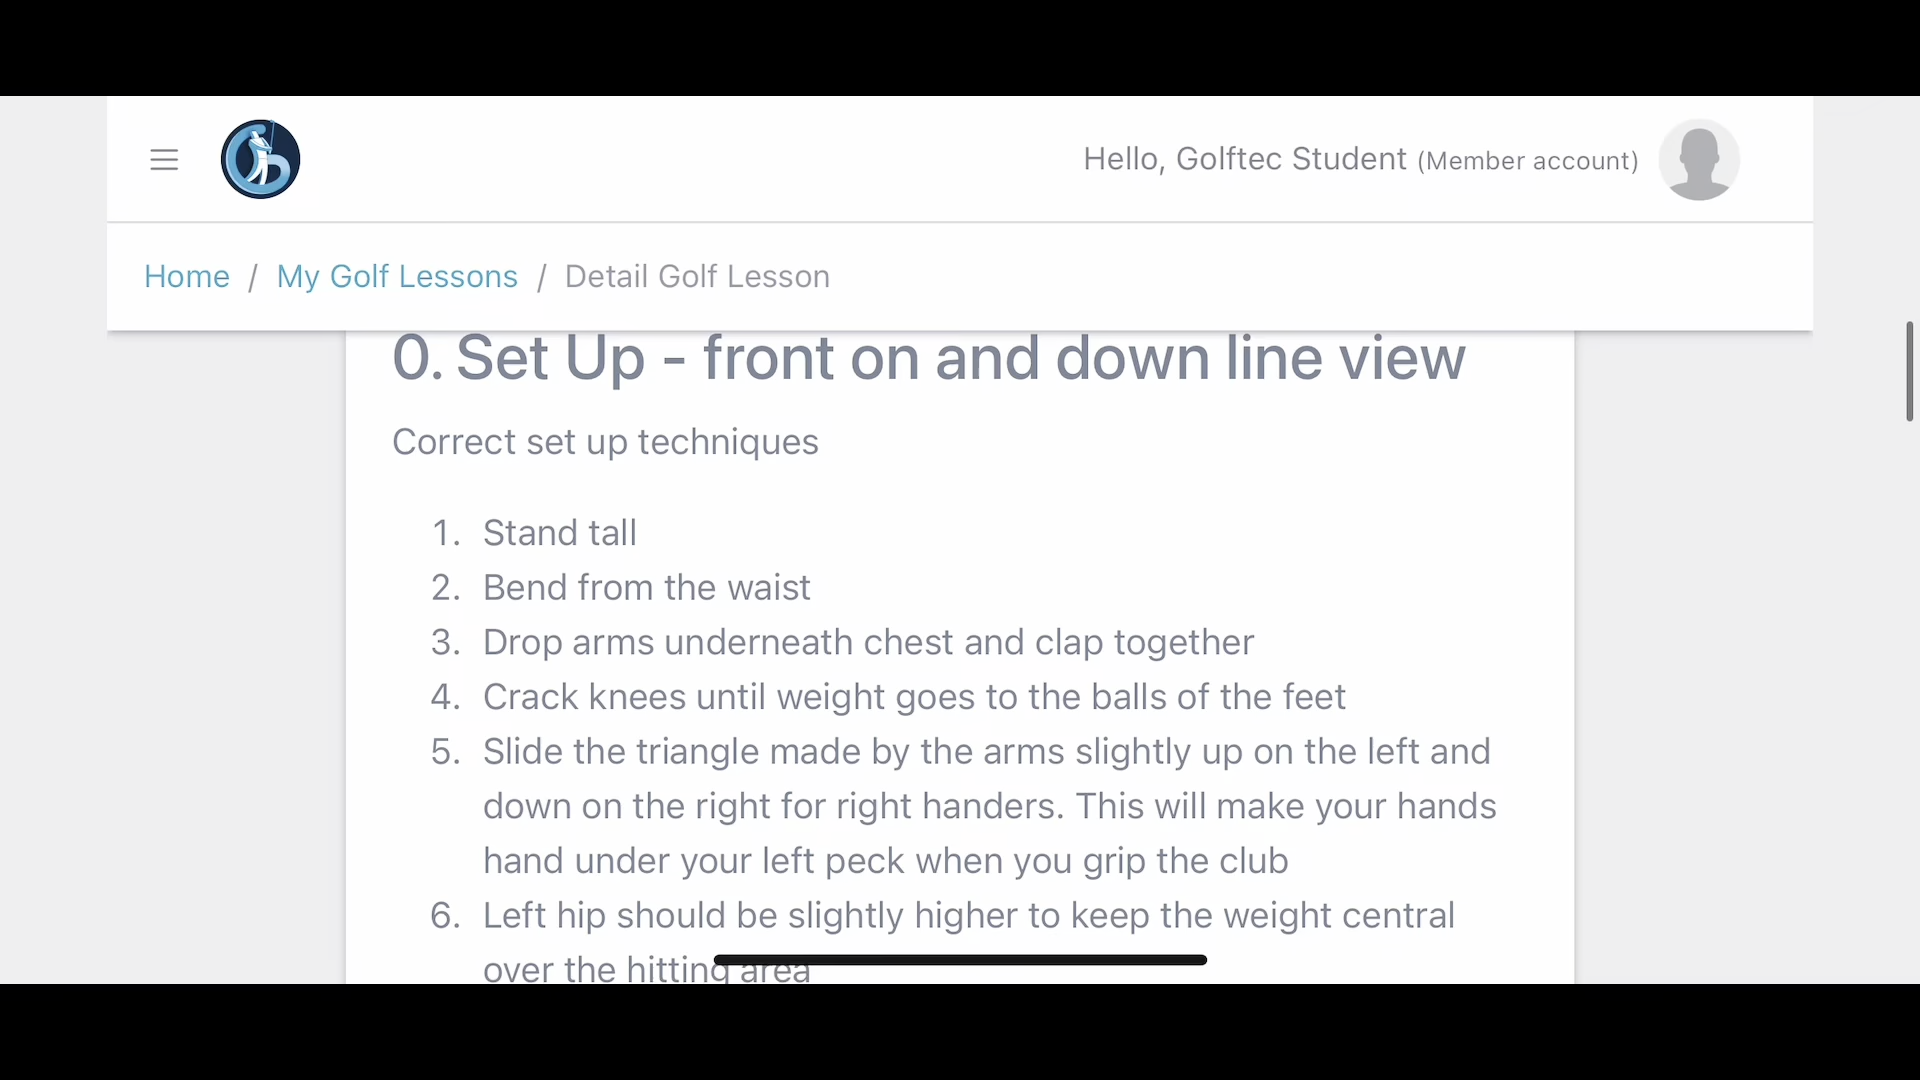 Hello, Golftec Student (Member account)
Home / My Golf Lessons / Detail Golf Lesson
0. Set Up - front on and down line view
Correct set up techniques
1. Stand tall
2. Bend from the waist
3. Drop arms underneath chest and clap together
4. Crack knees until weight goes to the balls of the feet
5. Slide the triangle made by the arms slightly up on the left and
down on the right for right handers. This will make your hands
hand under your left peck when you grip the club
6. Left hip should be slightly higher to keep the weight central
over the hitting area